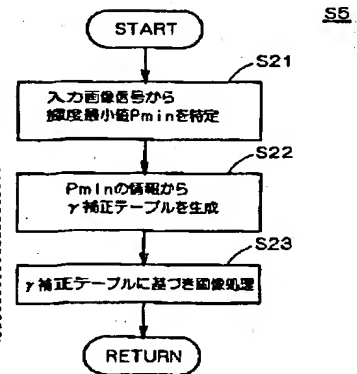 S5
START
S21
入力画像信号から
輝度最小値Pminを特定
S22
Pminの情報から
γ補正テーブルを生成
S23
γ補正テーブルに基づき画像処理
RETURN